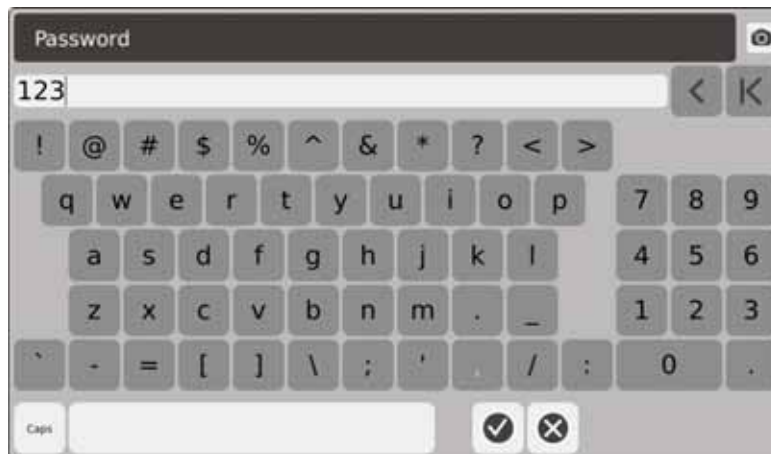 Password
123
! @ # $ % ^ & * ? < >
q w e r t y u i o p 7 8 9
a s d f g h j k l 4 5 6
z x c v b n m . _ 1 2 3
` - = [ ] \ ; ' , / : 0 .
Caps